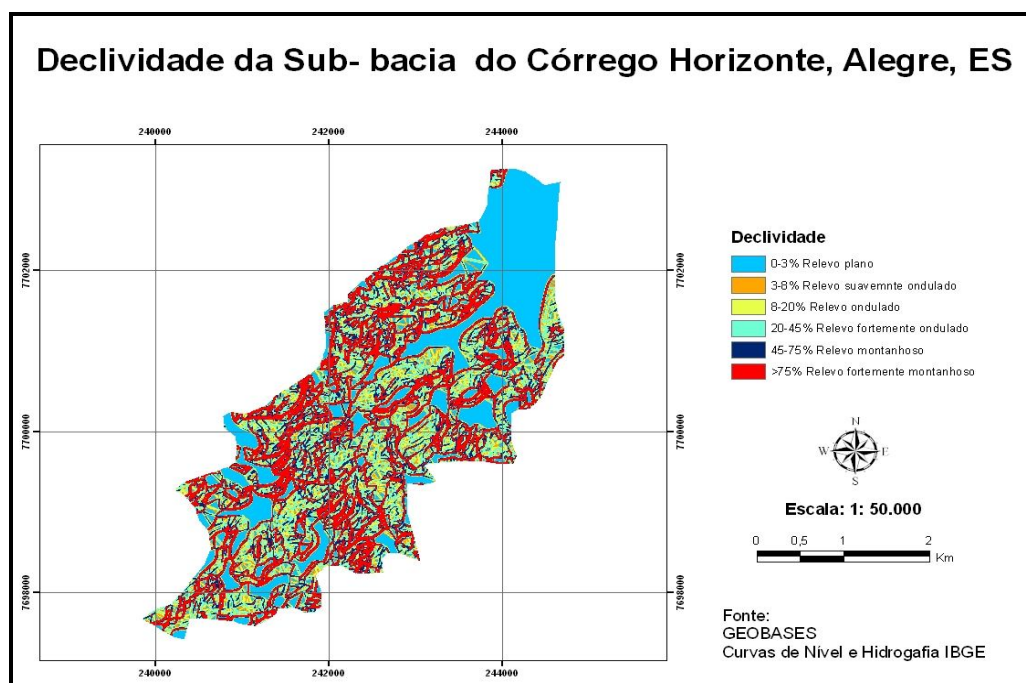 Declividade da Sub- bacia do Córrego Horizonte, Alegre, ES
240000 242000 244000
7702000 7702000
7700000 7700000
7698000 7698000
240000 242000 244000
Declividade
0-3% Relevo plano
3-8% Relevo suavemnte ondulado
8-20% Relevo ondulado
20-45% Relevo fortemente ondulado
45-75% Relevo montanhoso
>75% Relevo fortemente montanhoso
N
W E
S
Escala: 1: 50.000
0 0,5 1 2
Km
Fonte:
GEOBASES
Curvas de Nível e Hidrogafia IBGE